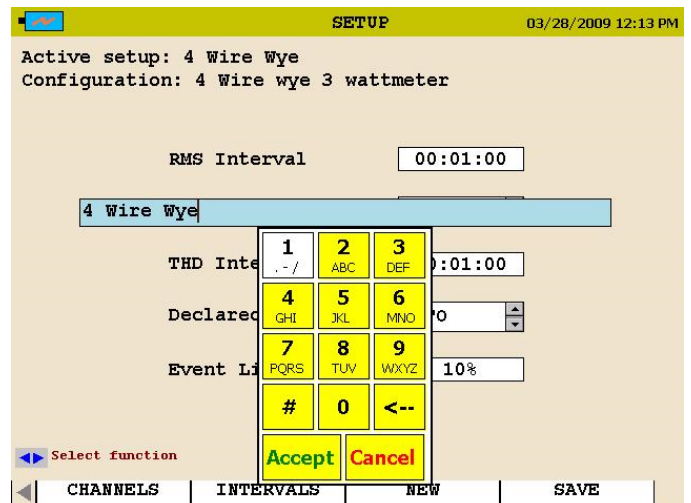 SETUP 03/28/2009 12:13 PM
Active setup: 4 Wire Wye
Configuration: 4 Wire wye 3 wattmeter
RMS Interval 00:01:00
4 Wire Wye
THD Inte :01:00
Declared
Event Li 10%
1 2 3
.-/ ABC DEF
4 5 6
GHI JKL MNO
7 8 9
PQRS TUV WXYZ
# 0 <--
Accept Cancel
Select function
CHANNELS INTERVALS NEW SAVE